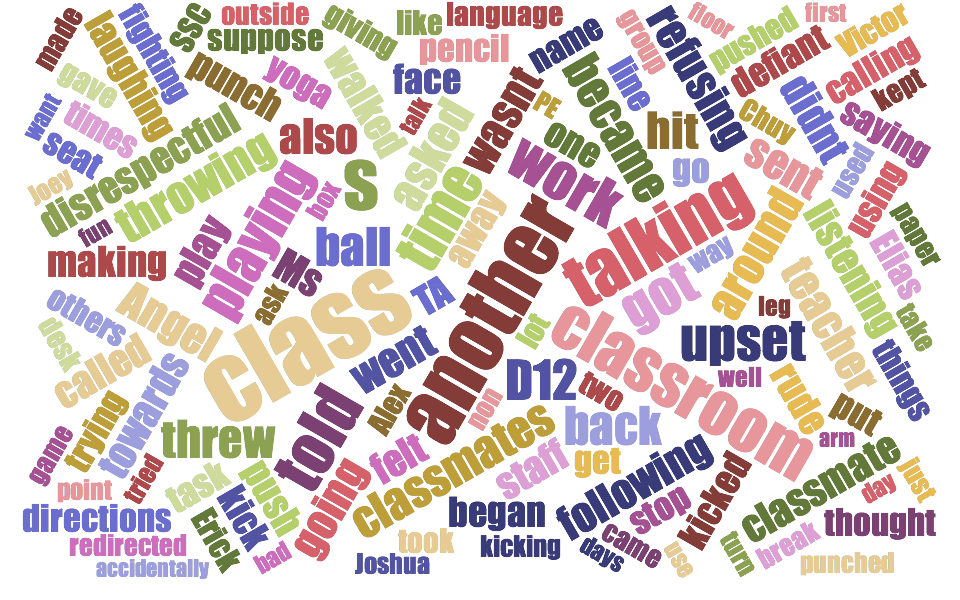 made
laughing
fighting
ssc
outside
suppose
giving
like
language
pencil
name
group
refusing
floor
first
pushed
Victor
defiant
calling
kept
gave
punch
yoga
walked
face
talk
asked
wasnt
PE
became
line
hit
Chuy
didnt
saying
want
times
seat
disrespectful
throwing
also
S
box
one
work
go
sent
used
using
Joey
fun
making
play
playing
Ms
ask
ball
time
away
talking
got
way
around
listening
Elias
paper
take
others
desk
Angel
called
class
TA
another
lot
classroom
leg
upset
well
teacher
things
towards
trying
game
tried
threw
told
went
Alex
non
D12
two
back
rude
put
arm
point
directions
redirected
accidentally
task
Erick
kick
push
bad
going
felt
classmates
staff
get
following
stop
kicked
classmate
day
just
thought
took
Joshua
began
kicking
days
came
use
turn
break
punched